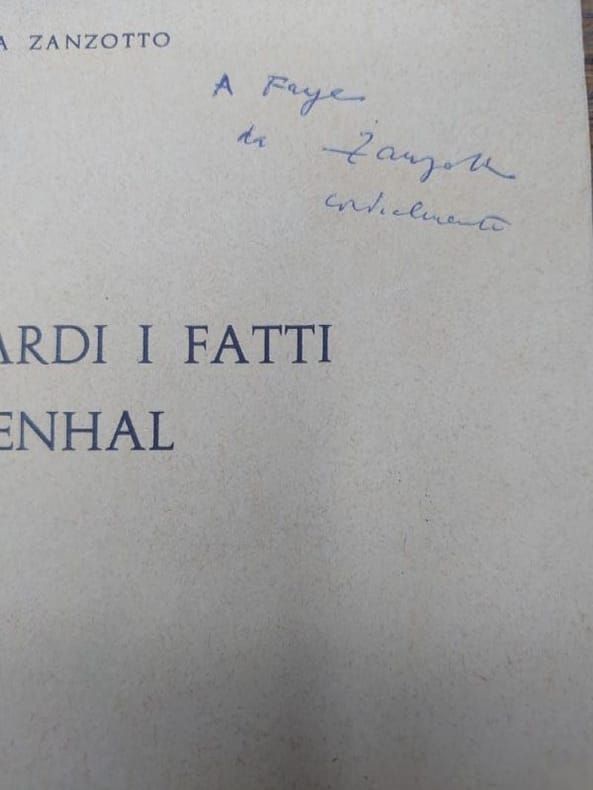 A ZANZOTTO
A Faye
da Zanzotto
cordialmente
ARDI I FATTI
ENHAL